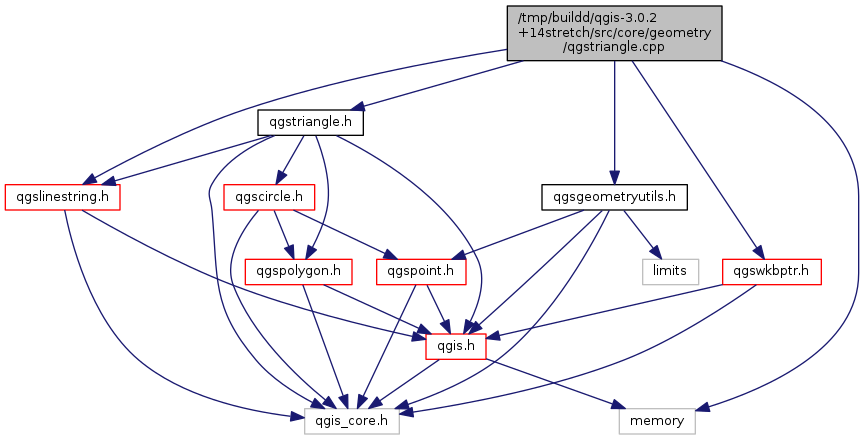 /tmp/buildd/qgis-3.0.2
+14stretch/src/core/geometry
/qgstriangle.cpp
qgstriangle.h
qgslinestring.h
qgscircle.h
qgsgeometryutils.h
qgspolygon.h
qgspoint.h
limits
qgswkbptr.h
qgis.h
qgis_core.h
memory